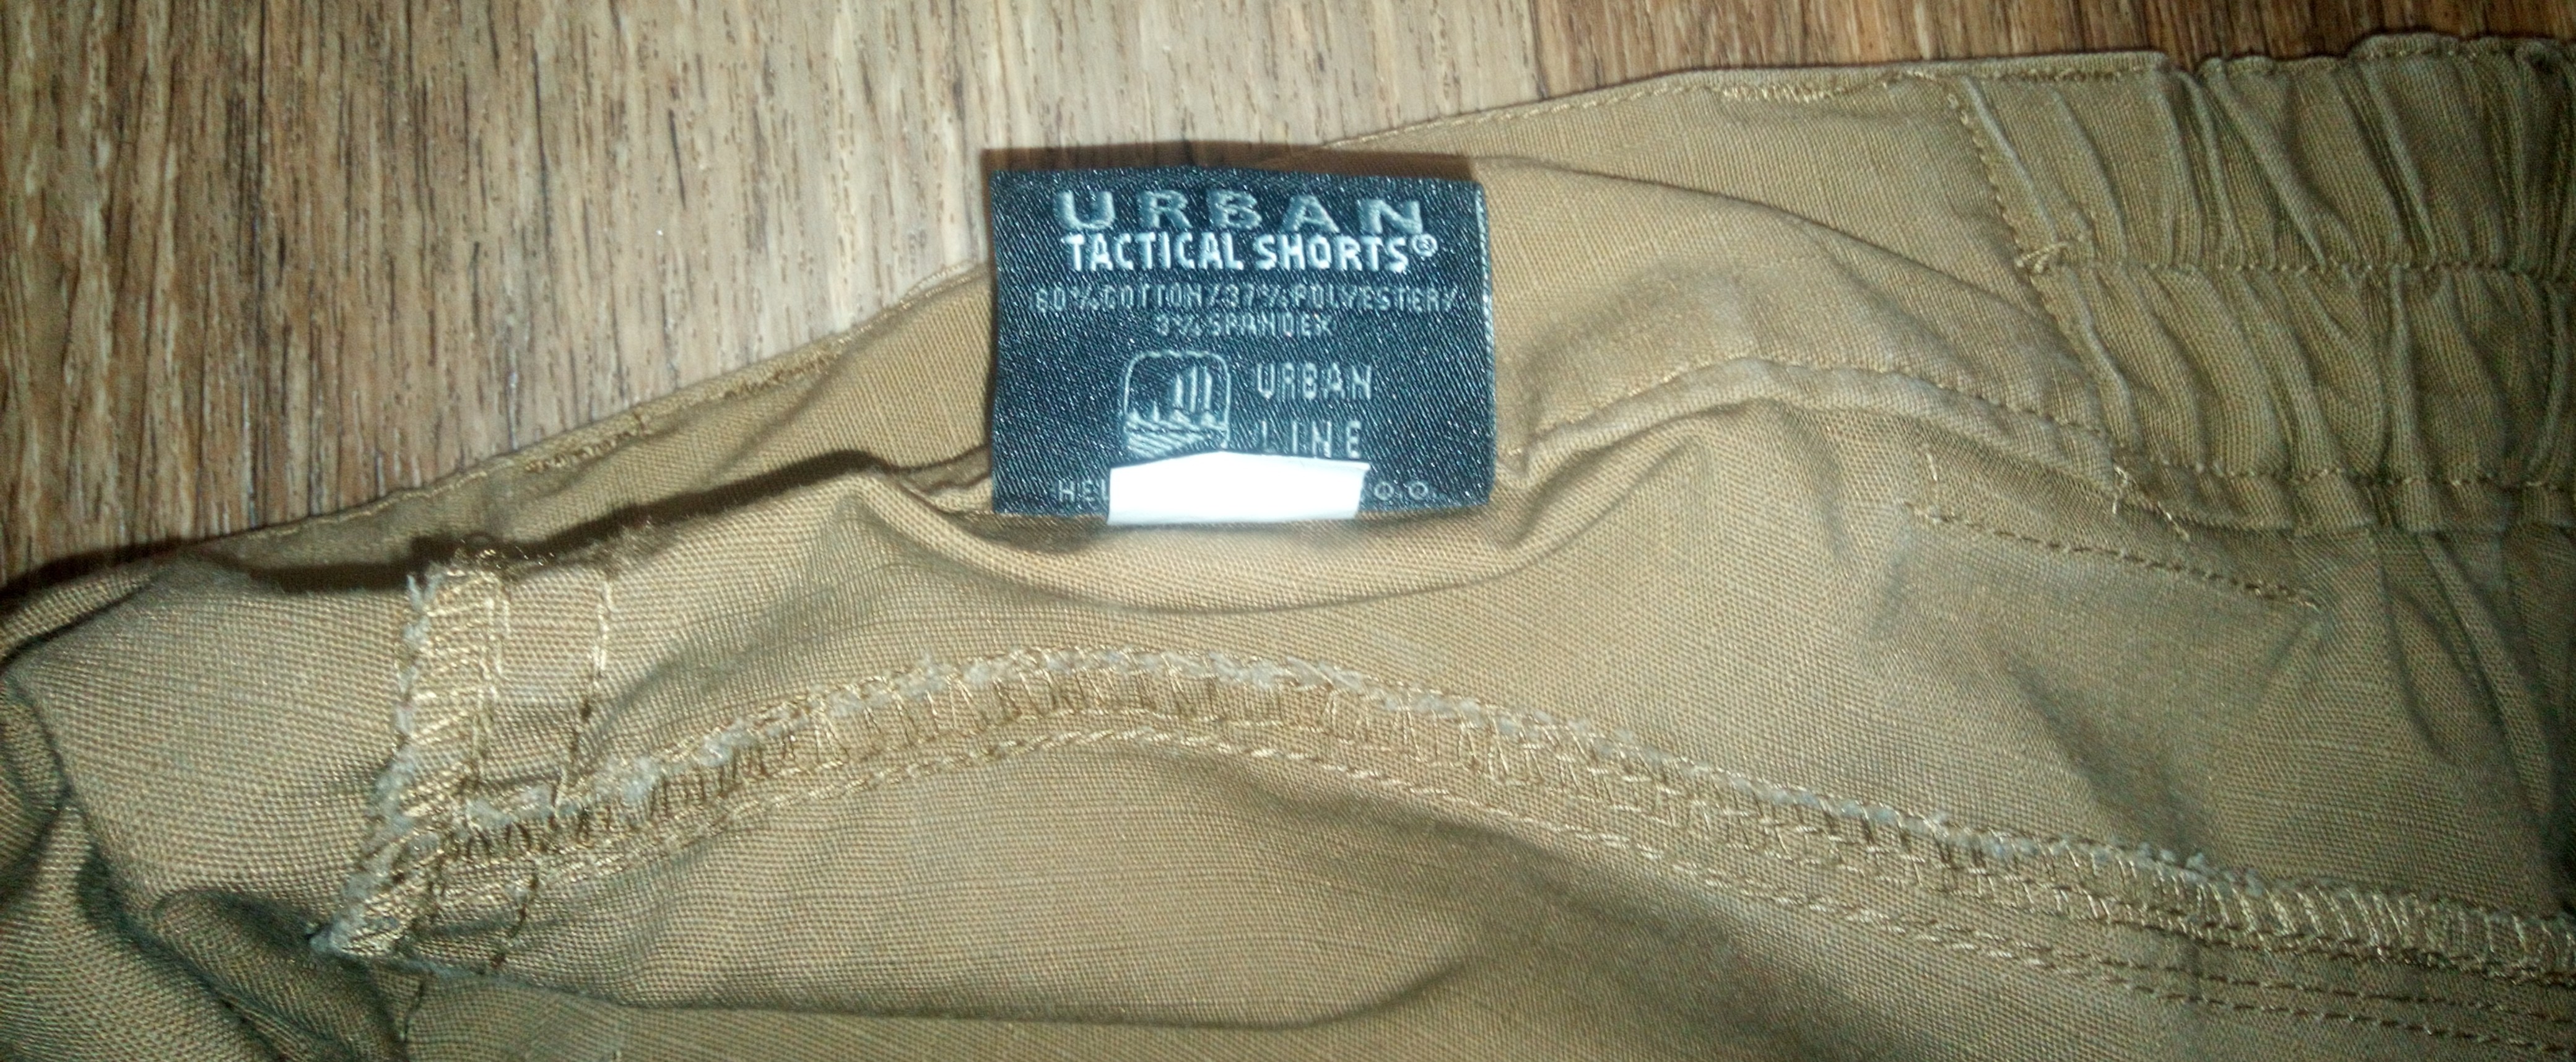 URBAN
TACTICAL SHORTS®
60%COTTON/37%POLYESTER/
3%SPANDEX
URBAN
LINE